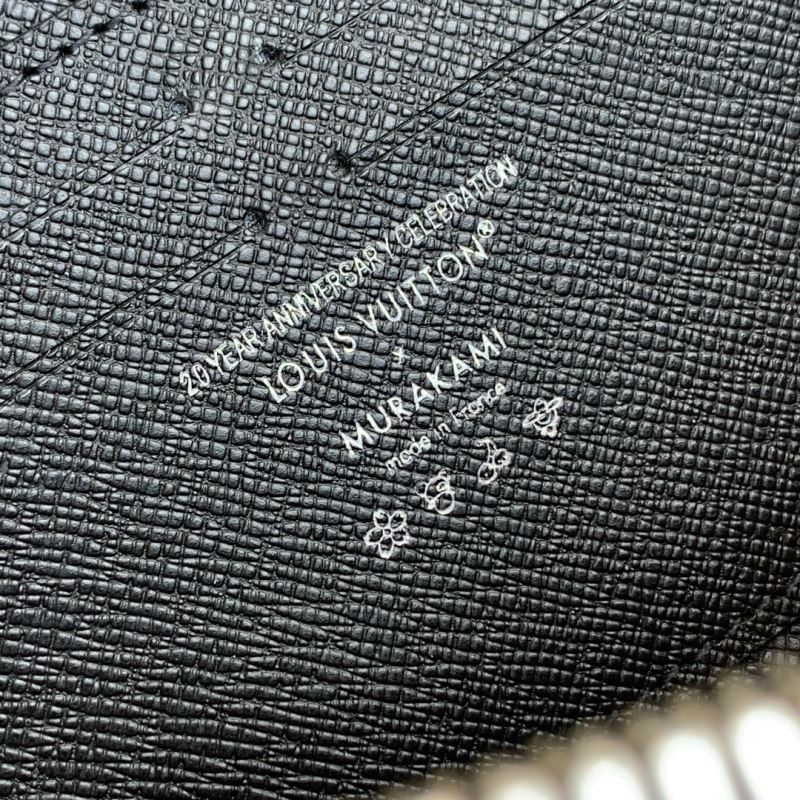 20 YEAR ANNIVERSARY CELEBRATION
LOUIS VUITTON®
×
MURAKAMI
made in France